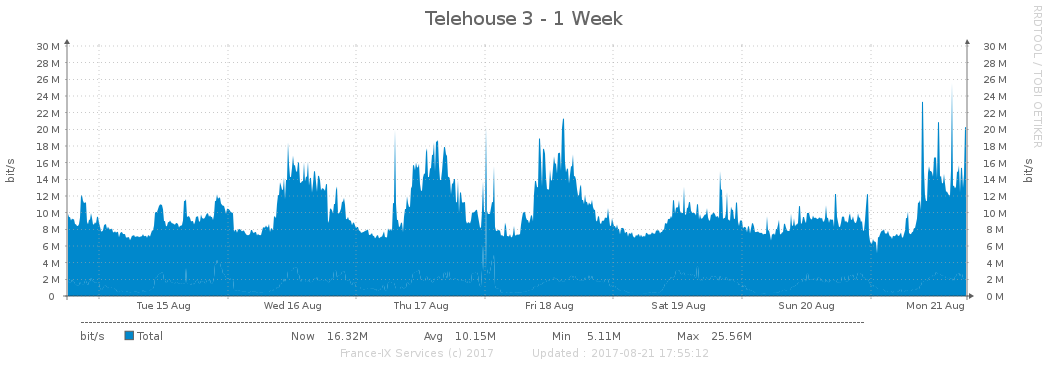 Telehouse 3 - 1 Week
RRDTOOL / TOBI OETIKER
bit/s
30 M 30 M
28 M 28 M
26 M 26 M
24 M 24 M
22 M 22 M
20 M 20 M
18 M 18 M
16 M 16 M
14 M 14 M
12 M 12 M
10 M 10 M
8 M 8 M
6 M 6 M
4 M 4 M
2 M 2 M
0 0 M
bit/s
Tue 15 Aug Wed 16 Aug Thu 17 Aug Fri 18 Aug Sat 19 Aug Sun 20 Aug Mon 21 Aug
bit/s Total Now 16.32M Avg 10.15M Min 5.11M Max 25.56M
France-IX Services (c) 2017 Updated : 2017-08-21 17:55:12